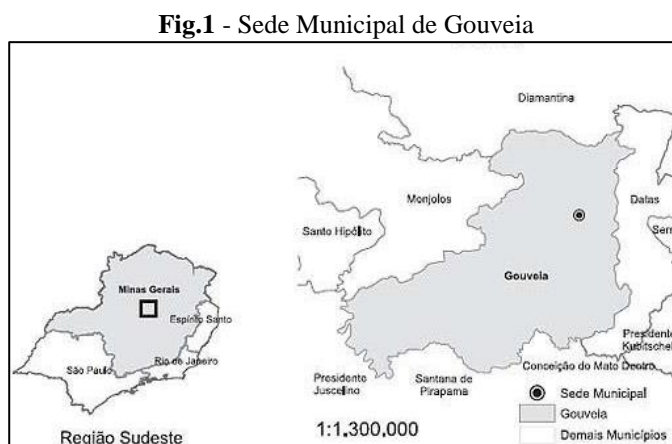 Fig.1 - Sede Municipal de Gouveia
Diamantina
Monjolos
Datas
Santo Hipólito
Serr
Gouveia
Minas Gerais
Espírito Santo
Rio de Janeiro
São Paulo
Presidente
Kubitschek
Conceição do Mato Dentro
Presidente
Juscelino
Santana de
Pirapama
Sede Municipal
Gouveia
Demais Municípios
1:1.300.000
Região Sudeste